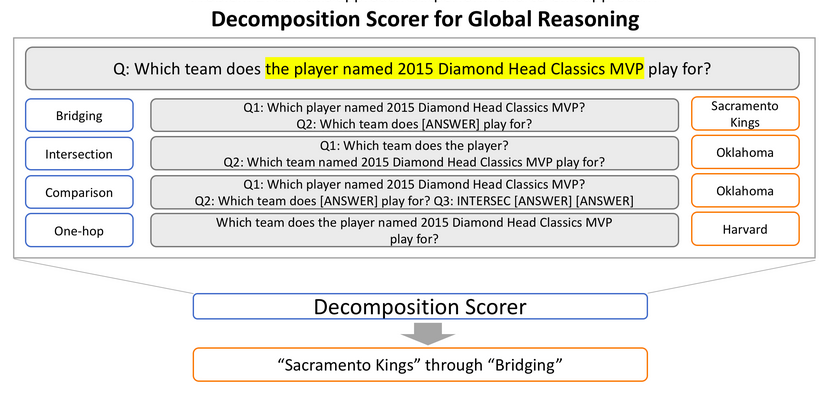 Decomposition Scorer for Global Reasoning
Q: Which team does the player named 2015 Diamond Head Classics MVP play for?
Bridging
Q1: Which player named 2015 Diamond Head Classics MVP?
Q2: Which team does [ANSWER] play for?
Sacramento
Kings
Intersection
Q1: Which team does the player?
Q2: Which team named 2015 Diamond Head Classics MVP play for?
Oklahoma
Comparison
Q1: Which player named 2015 Diamond Head Classics MVP?
Q2: Which team does [ANSWER] play for? Q3: INTERSEC [ANSWER] [ANSWER]
Oklahoma
One-hop
Which team does the player named 2015 Diamond Head Classics MVP
play for?
Harvard
Decomposition Scorer
“Sacramento Kings” through “Bridging”